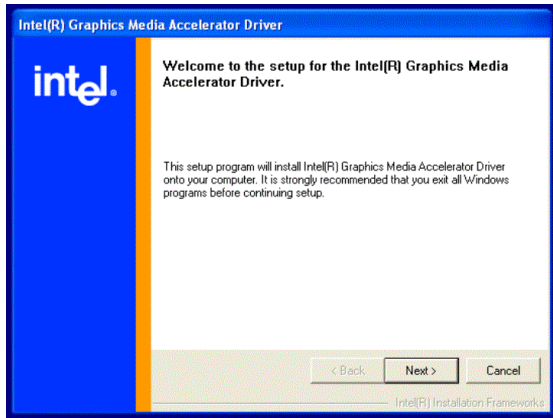 Intel(R) Graphics Media Accelerator Driver
intel®
Welcome to the setup for the Intel(R) Graphics Media
Accelerator Driver.
This setup program will install Intel(R) Graphics Media Accelerator Driver
onto your computer. It is strongly recommended that you exit all Windows
programs before continuing setup.
< Back Next > Cancel
Intel(R) Installation Frameworks